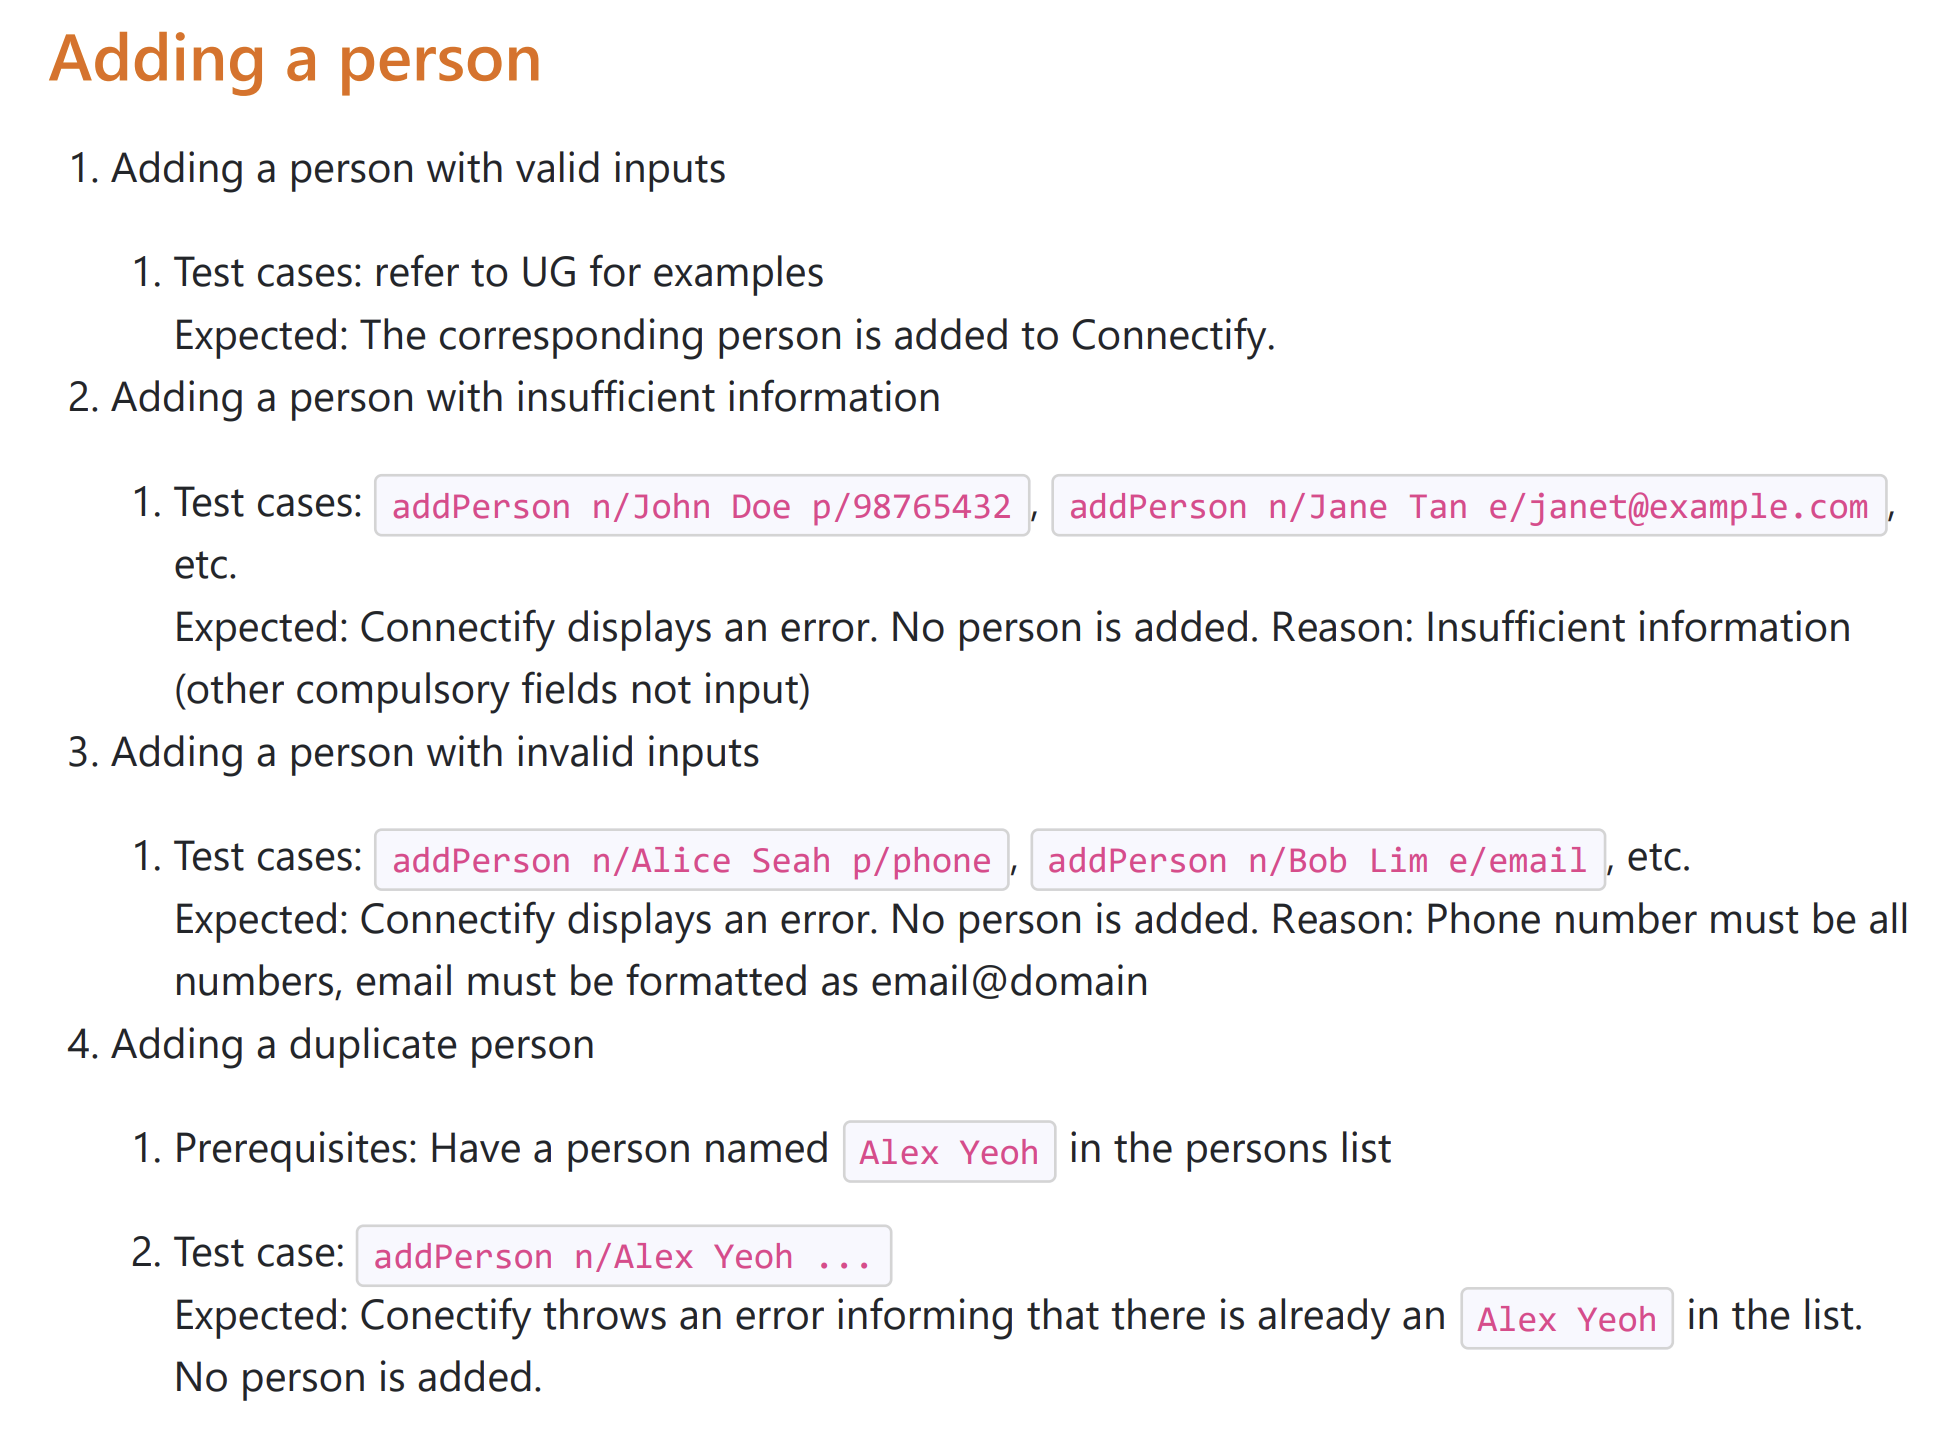 Adding a person
1. Adding a person with valid inputs
1. Test cases: refer to UG for examples
Expected: The corresponding person is added to Connectify.
2. Adding a person with insufficient information
1. Test cases: addPerson n/John Doe p/98765432, addPerson n/Jane Tan e/janet@example.com,
etc.
Expected: Connectify displays an error. No person is added. Reason: Insufficient information
(other compulsory fields not input)
3. Adding a person with invalid inputs
1. Test cases: addPerson n/Alice Seah p/phone, addPerson n/Bob Lim e/email, etc.
Expected: Connectify displays an error. No person is added. Reason: Phone number must be all
numbers, email must be formatted as email@domain
4. Adding a duplicate person
1. Prerequisites: Have a person named Alex Yeoh in the persons list
2. Test case: addPerson n/Alex Yeoh ...
Expected: Conectify throws an error informing that there is already an Alex Yeoh in the list.
No person is added.